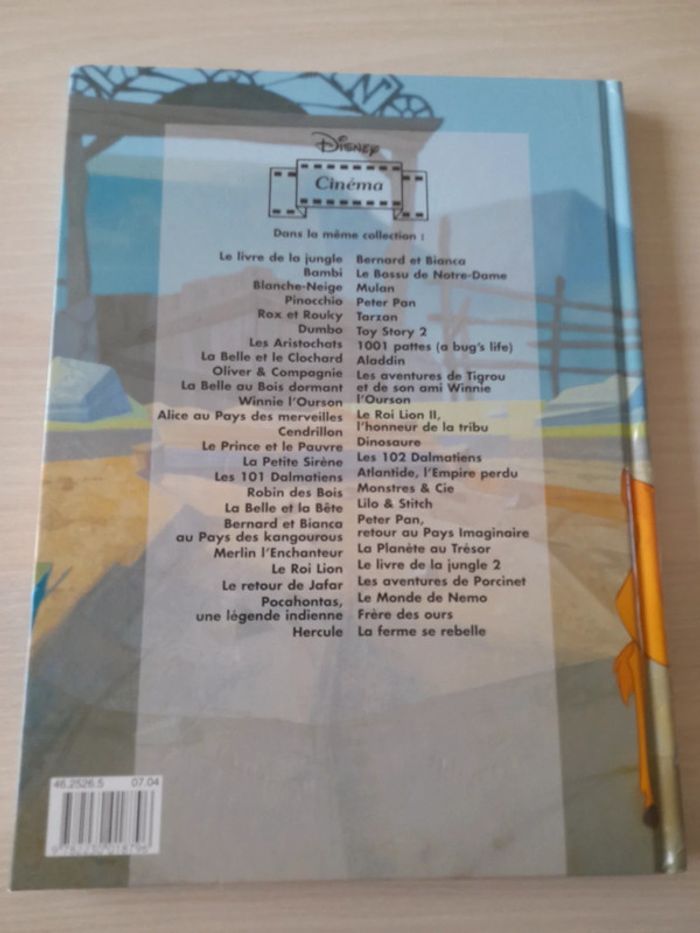 Disney
Cinéma
Dans la même collection :
Le livre de la jungle
Bambi
Blanche-Neige
Pinocchio
Rox et Rouky
Dumbo
Les Aristochats
La Belle et le Clochard
Oliver & Compagnie
La Belle au Bois dormant
Winnie l'Ourson
Alice au Pays des merveilles
Cendrillon
Le Prince et le Pauvre
La Petite Sirène
Les 101 Dalmatiens
Robin des Bois
La Belle et la Bête
Bernard et Bianca
au Pays des kangourous
Merlin l'Enchanteur
Le Roi Lion
Le retour de Jafar
Pocahontas,
une légende indienne
Hercule
Bernard et Bianca
Le Bossu de Notre-Dame
Mulan
Peter Pan
Tarzan
Toy Story 2
1001 pattes (a bug's life)
Aladdin
Les aventures de Tigrou
et de son ami Winnie
l'Ourson
Le Roi Lion II,
l'honneur de la tribu
Dinosaure
Les 102 Dalmatiens
Atlantide, l'Empire perdu
Monstres & Cie
Lilo & Stitch
Peter Pan,
retour au Pays Imaginaire
La Planète au Trésor
Le livre de la jungle 2
Les aventures de Porcinet
Le Monde de Nemo
Frère des ours
La ferme se rebelle
46.2526.5 07.04